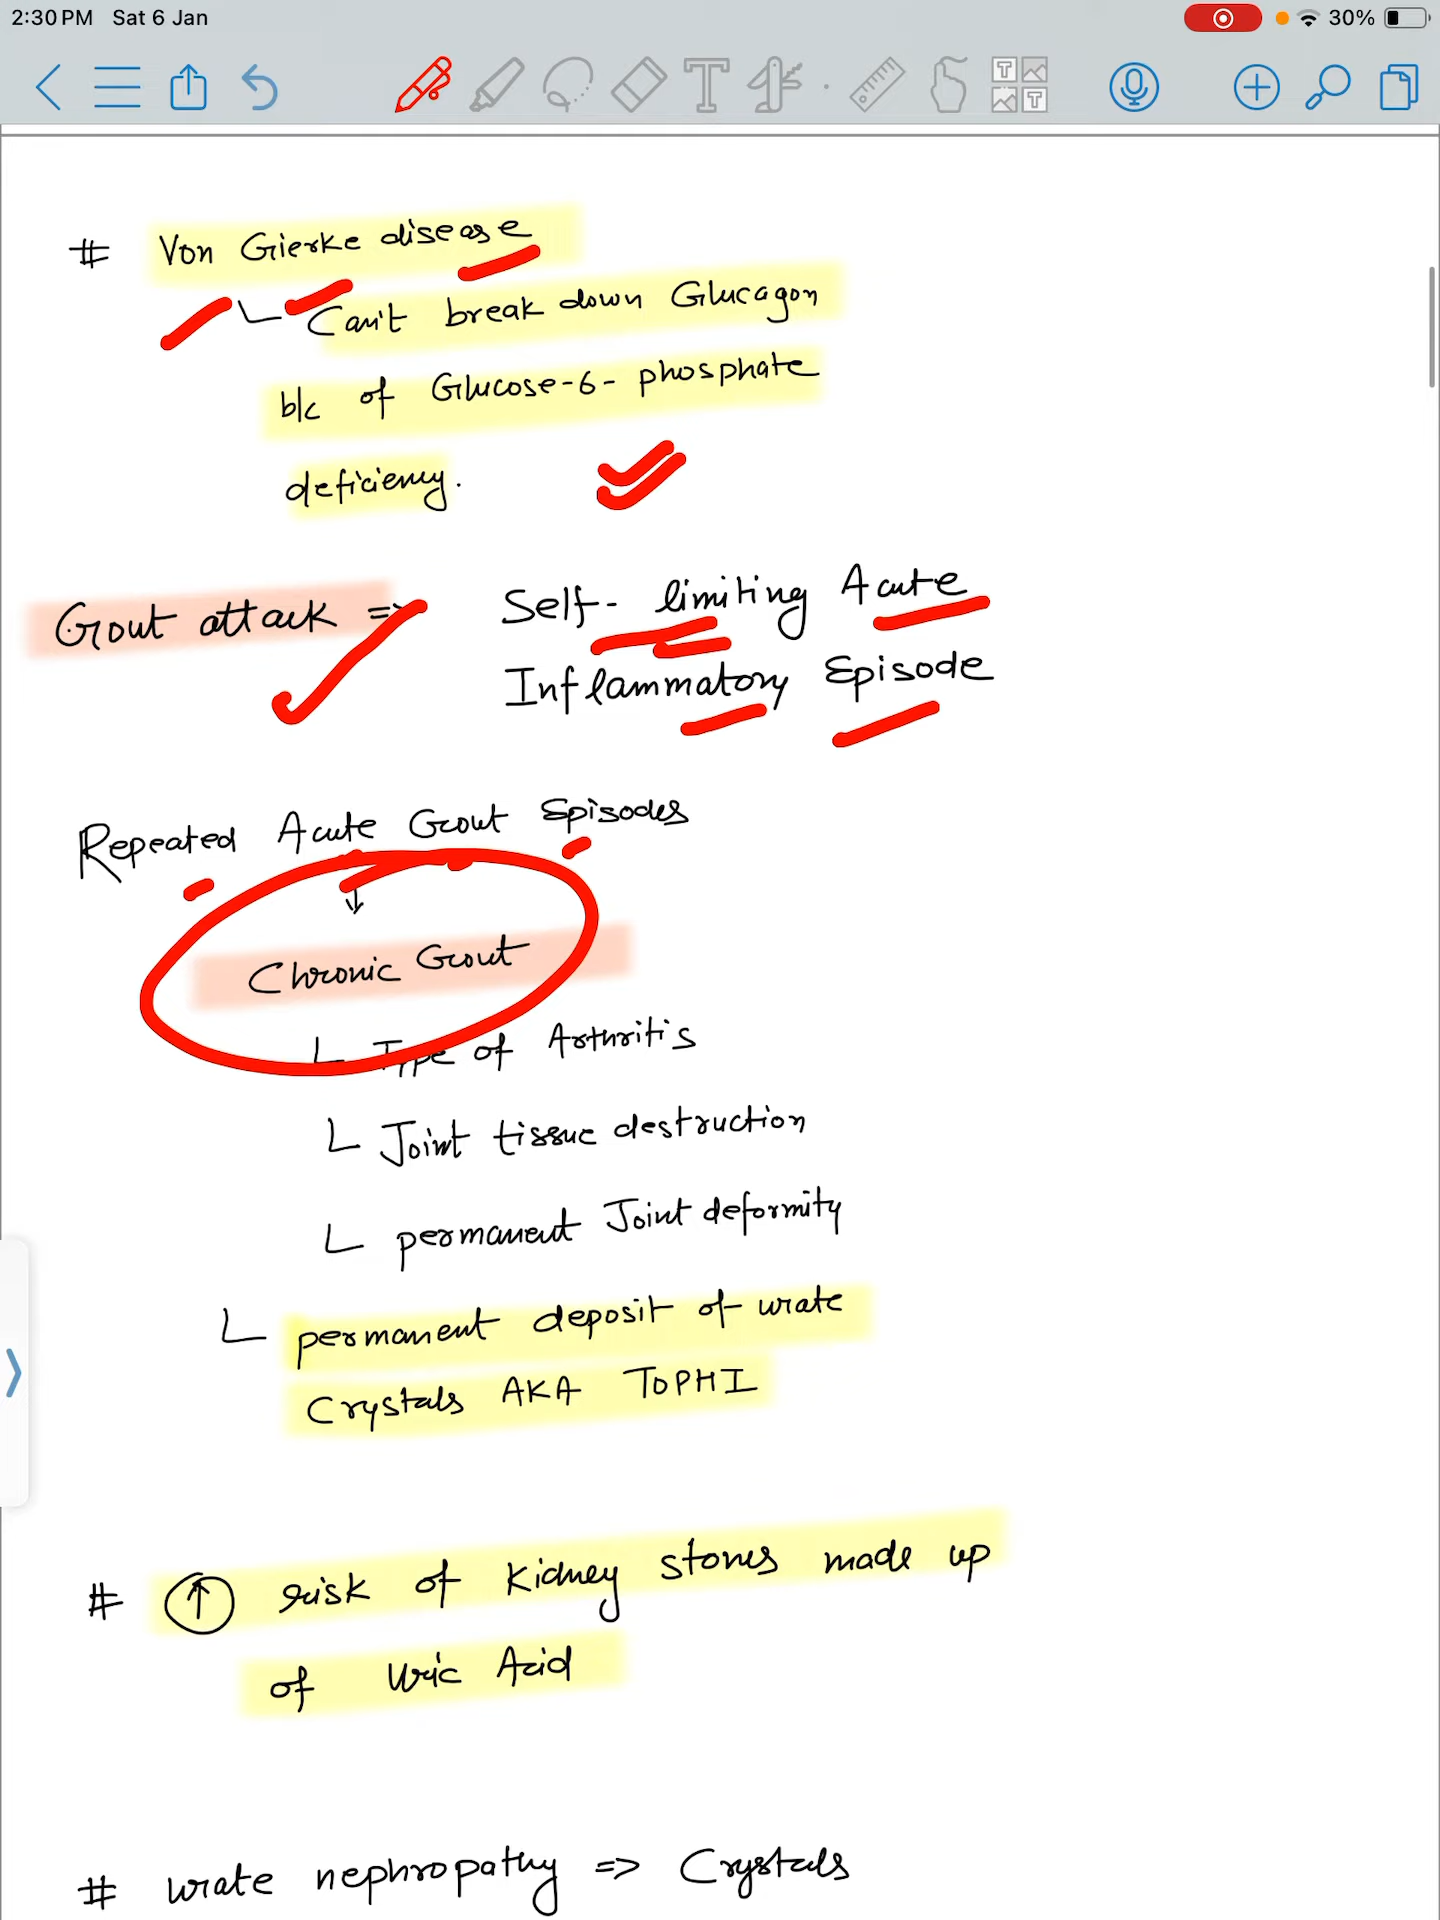 2:30 PM Sat 6 Jan 30%
# Von Gierke disease
Can't break down Glucagon
b/c of Glucose-6-phosphate
deficiency.
Gout attack => Self-limiting Acute
Inflammatory Episode
Repeated Acute Gout Episodes
↓
Chronic Gout
Type of Arthritis
Joint tissue destruction
permanent Joint deformity
permanent deposit of urate
Crystals AKA TOPHI
# ↑ risk of kidney stones made up
of Uric Acid
# urate nephropathy => Crystals